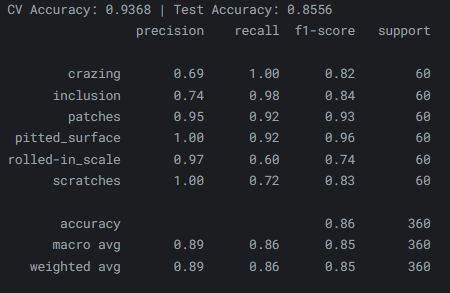 CV Accuracy: 0.9368 | Test Accuracy: 0.8556
precision recall f1-score support
crazing 0.69 1.00 0.82 60
inclusion 0.74 0.98 0.84 60
patches 0.95 0.92 0.93 60
pitted_surface 1.00 0.92 0.96 60
rolled-in_scale 0.97 0.60 0.74 60
scratches 1.00 0.72 0.83 60
accuracy 0.86 360
macro avg 0.89 0.86 0.85 360
weighted avg 0.89 0.86 0.85 360